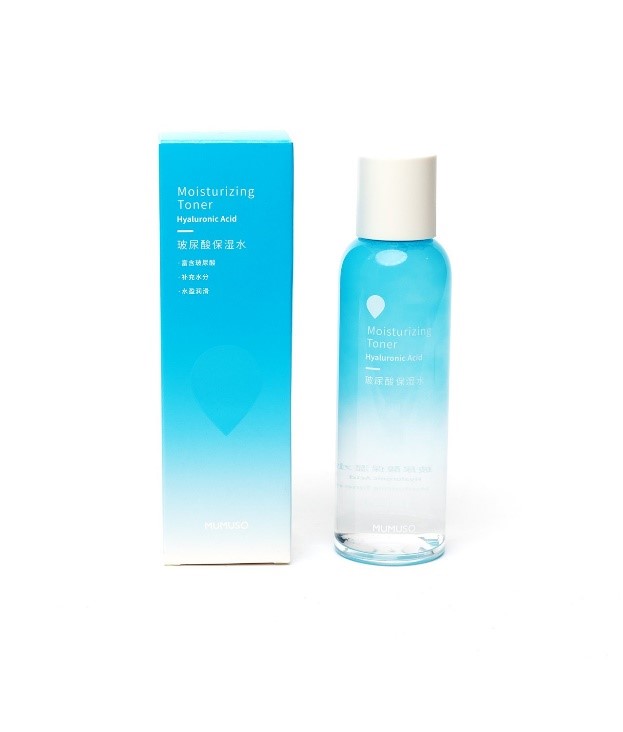 Moisturizing
Toner
Hyaluronic Acid
玻尿酸保湿水
·富含玻尿酸
·补充水分
·水盈润滑
MUMUSO
Moisturizing
Toner
Hyaluronic Acid
玻尿酸保湿水
MUMUSO